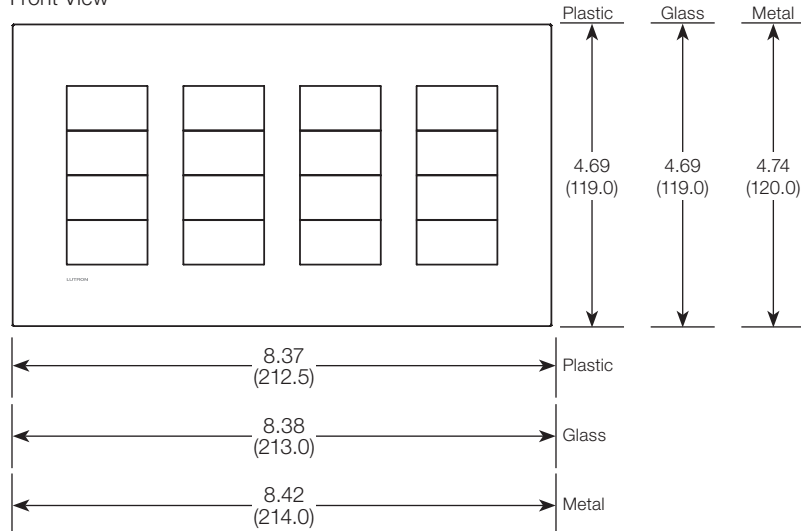 Front View
Plastic Glass Metal
4.69 4.69 4.74
(119.0) (119.0) (120.0)
LUTRON
8.37
(212.5)
Plastic
8.38
(213.0)
Glass
8.42
(214.0)
Metal